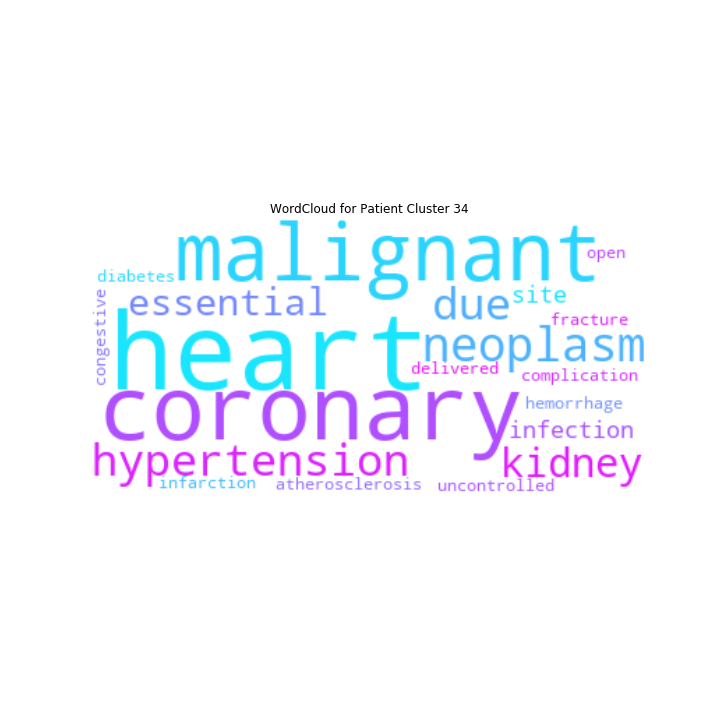 WordCloud for Patient Cluster 34
malignant
open
diabetes
essential
due
site
congestive
heart
fracture
neoplasm
delivered
complication
coronary
hemorrhage
infection
hypertension
kidney
infarction
atherosclerosis
uncontrolled